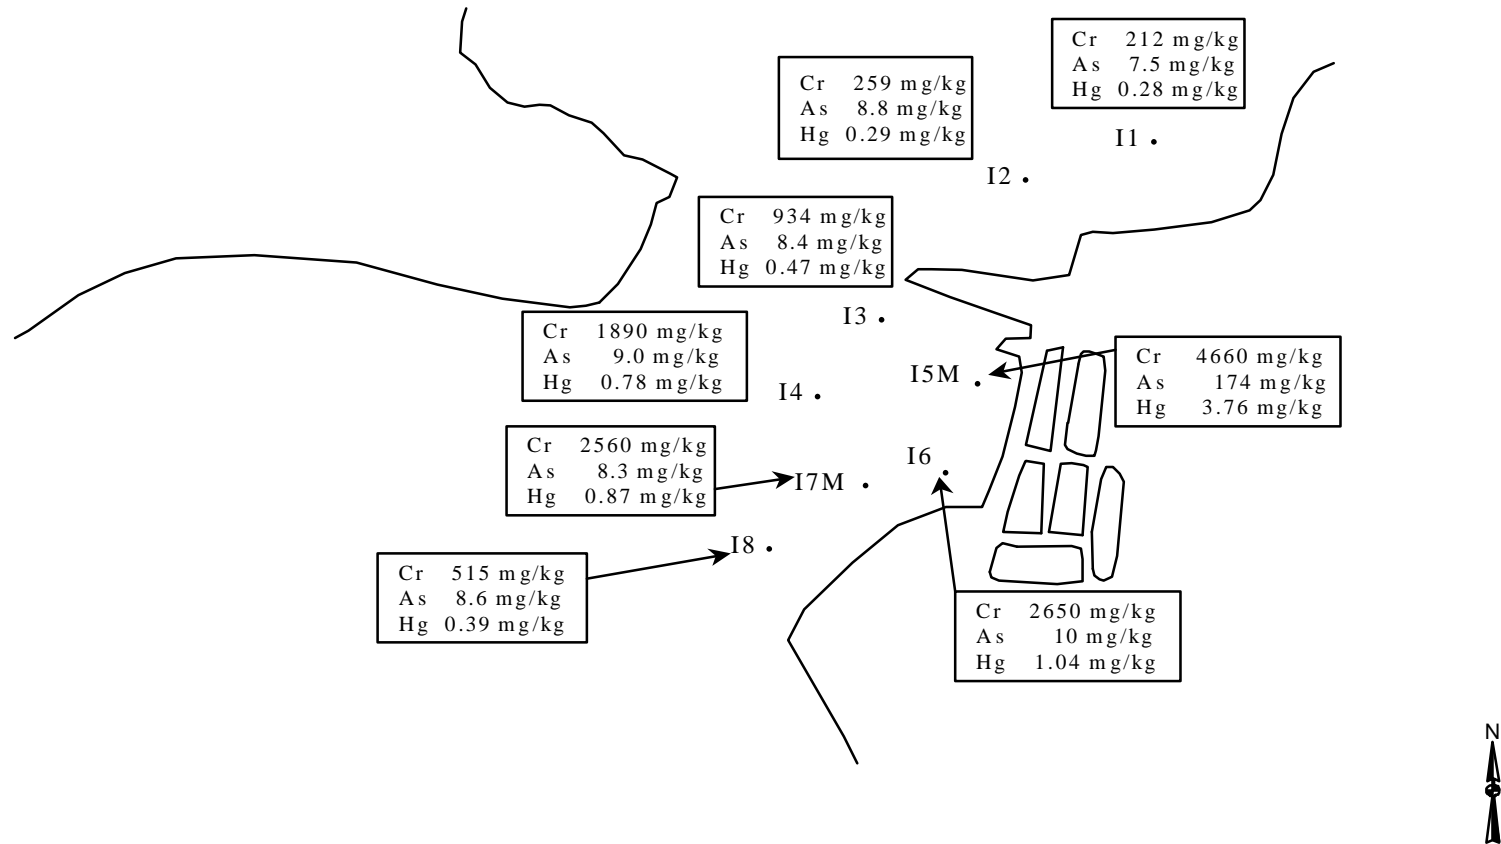 Cr 212 mg/kg
As 7.5 mg/kg
Hg 0.28 mg/kg
I1
Cr 259 mg/kg
As 8.8 mg/kg
Hg 0.29 mg/kg
I2
Cr 934 mg/kg
As 8.4 mg/kg
Hg 0.47 mg/kg
I3
Cr 1890 mg/kg
As 9.0 mg/kg
Hg 0.78 mg/kg
I4
I5M
Cr 4660 mg/kg
As 174 mg/kg
Hg 3.76 mg/kg
Cr 2560 mg/kg
As 8.3 mg/kg
Hg 0.87 mg/kg
I7M
I6
Cr 515 mg/kg
As 8.6 mg/kg
Hg 0.39 mg/kg
I8
Cr 2650 mg/kg
As 10 mg/kg
Hg 1.04 mg/kg
N